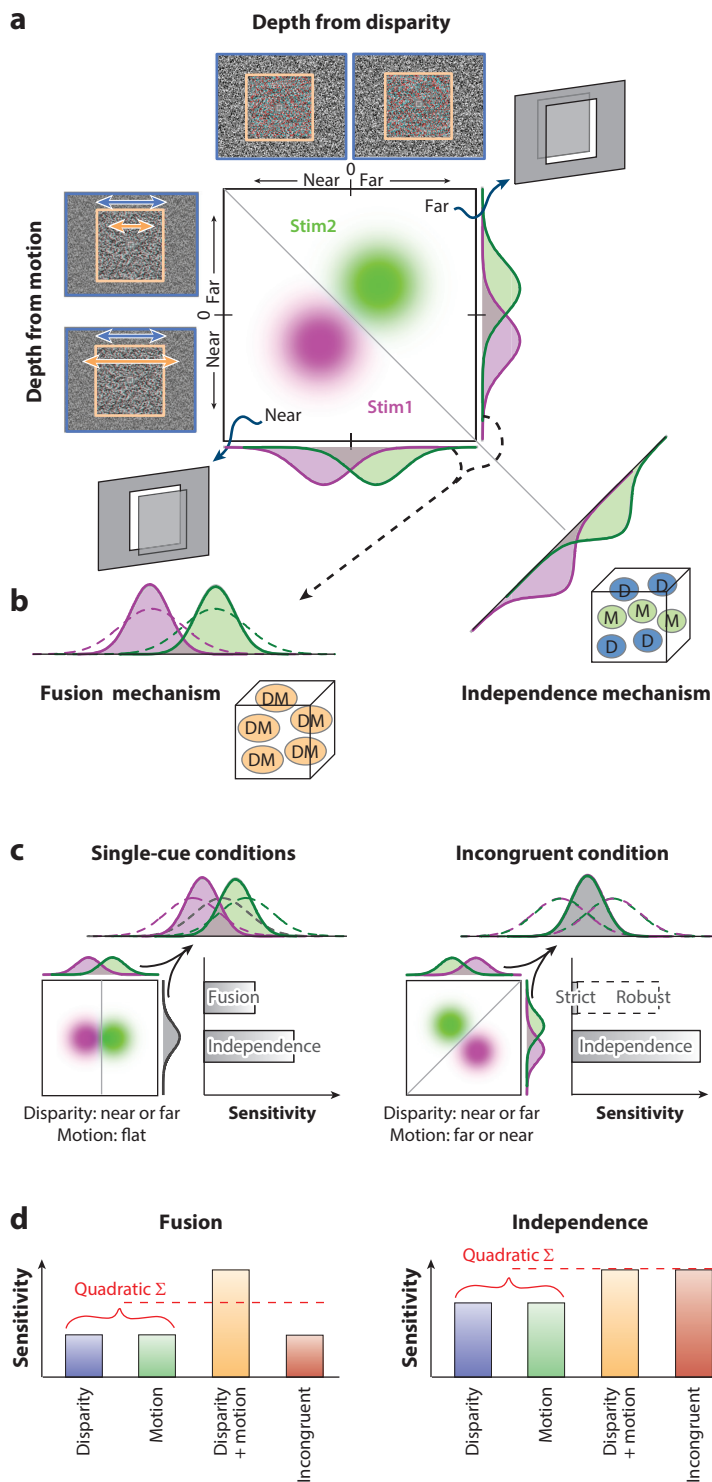 a
Depth from disparity
0
Near Far
Far
Depth from motion
Far
0
Near
Stim2
Stim1
Near
b
D D
M M M
D D
Fusion mechanism
Independence mechanism
DM
DM DM
DM DM
c
Single-cue conditions
Incongruent condition
Fusion
Independence
Sensitivity
Disparity: near or far
Motion: flat
Strict Robust
Independence
Sensitivity
Disparity: near or far
Motion: far or near
d
Fusion
Sensitivity
Quadratic Σ
Disparity
Motion
Disparity
+ motion
Incongruent
Independence
Sensitivity
Quadratic Σ
Disparity
Motion
Disparity
+ motion
Incongruent